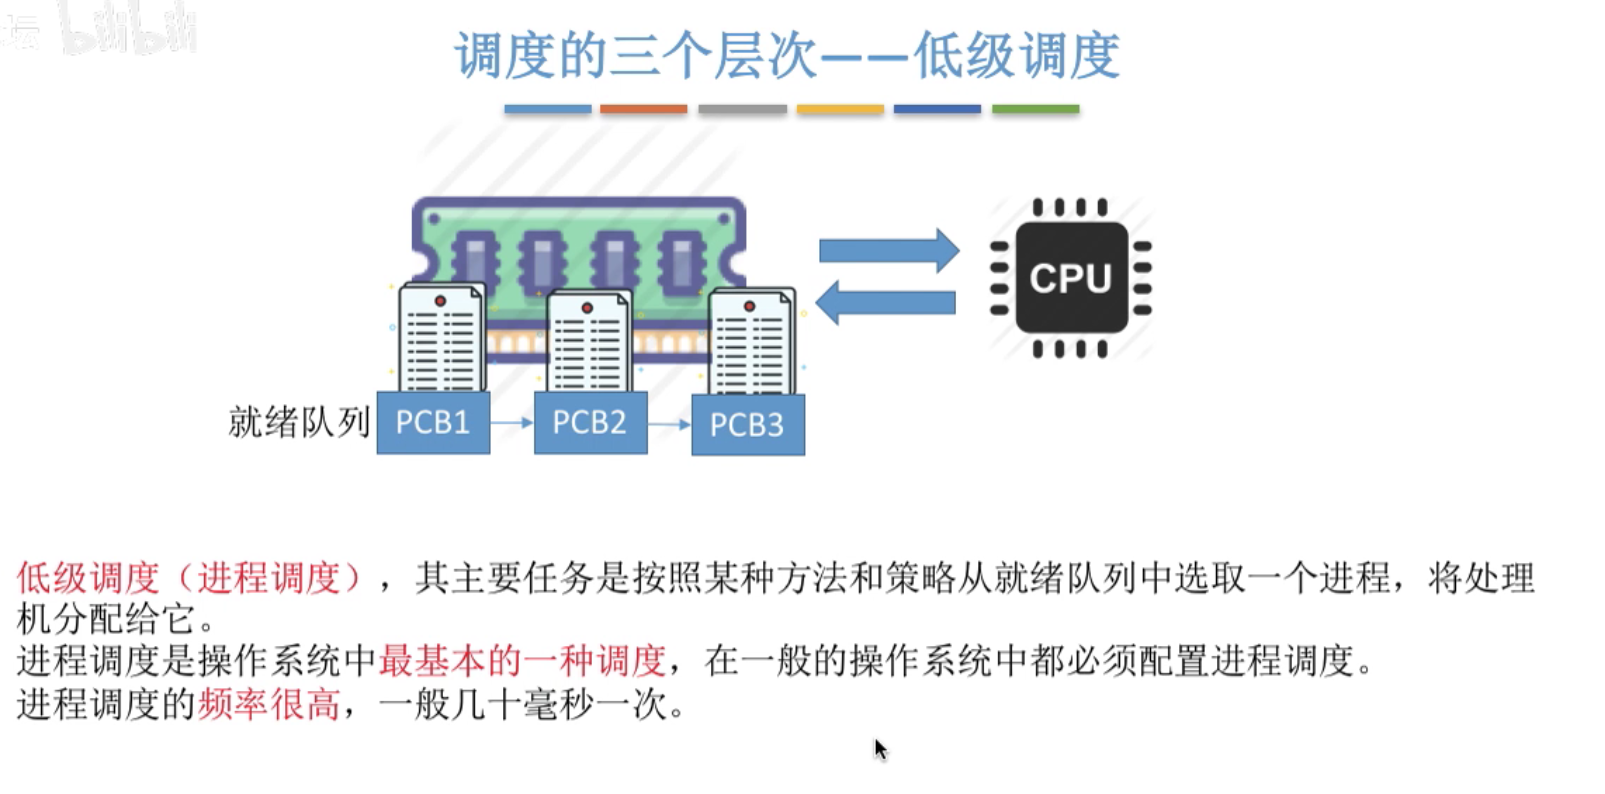 坛 bilibili
调度的三个层次——低级调度
CPU
就绪队列 PCB1 PCB2 PCB3
低级调度（进程调度），其主要任务是按照某种方法和策略从就绪队列中选取一个进程，将处理
机分配给它。
进程调度是操作系统中最基本的一种调度，在一般的操作系统中都必须配置进程调度。
进程调度的频率很高，一般几十毫秒一次。